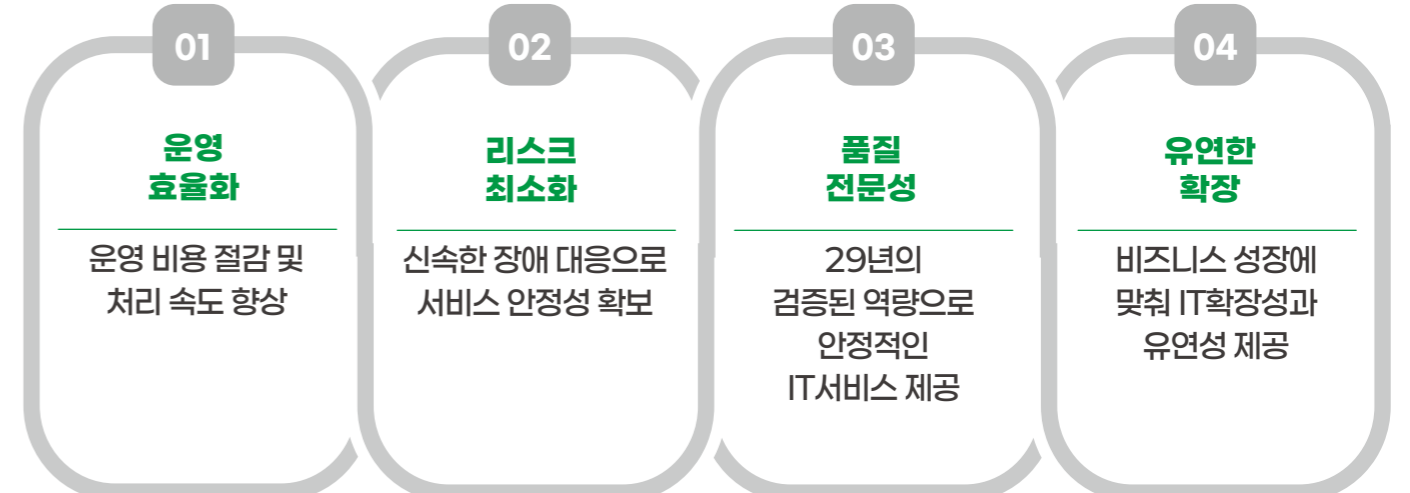 01
운영
효율화
운영 비용 절감 및
처리 속도 향상
02
리스크
최소화
신속한 장애 대응으로
서비스 안정성 확보
03
품질
전문성
29년의
검증된 역량으로
안정적인
IT서비스 제공
04
유연한
확장
비즈니스 성장에
맞춰 IT확장성과
유연성 제공